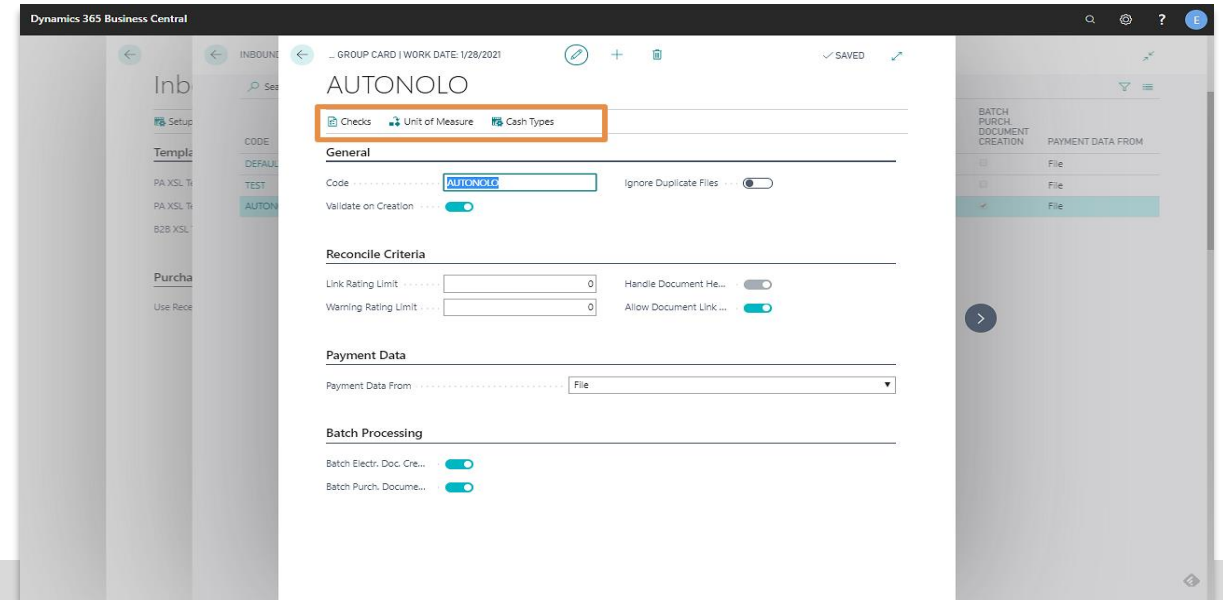 Dynamics 365 Business Central
?
E
INBOUND
... GROUP CARD | WORK DATE: 1/28/2021
SAVED
Inb
Sea
AUTONOLO
Setup
Checks
Unit of Measure
Cash Types
CODE
BATCH
PURCH.
DOCUMENT
CREATION
PAYMENT DATA FROM
Templa
General
DEFAUL
File
PA XSL Te
TEST
Code
AUTONOLO
Ignore Duplicate Files
File
PA XSL Te
AUTON
Validate on Creation
File
B2B XSL T
Reconcile Criteria
Purcha
Link Rating Limit
0
Handle Document He...
Use Rece
Warning Rating Limit
0
Allow Document Link ...
Payment Data
Payment Data From
File
Batch Processing
Batch Electr. Doc. Cre...
Batch Purch. Docume...